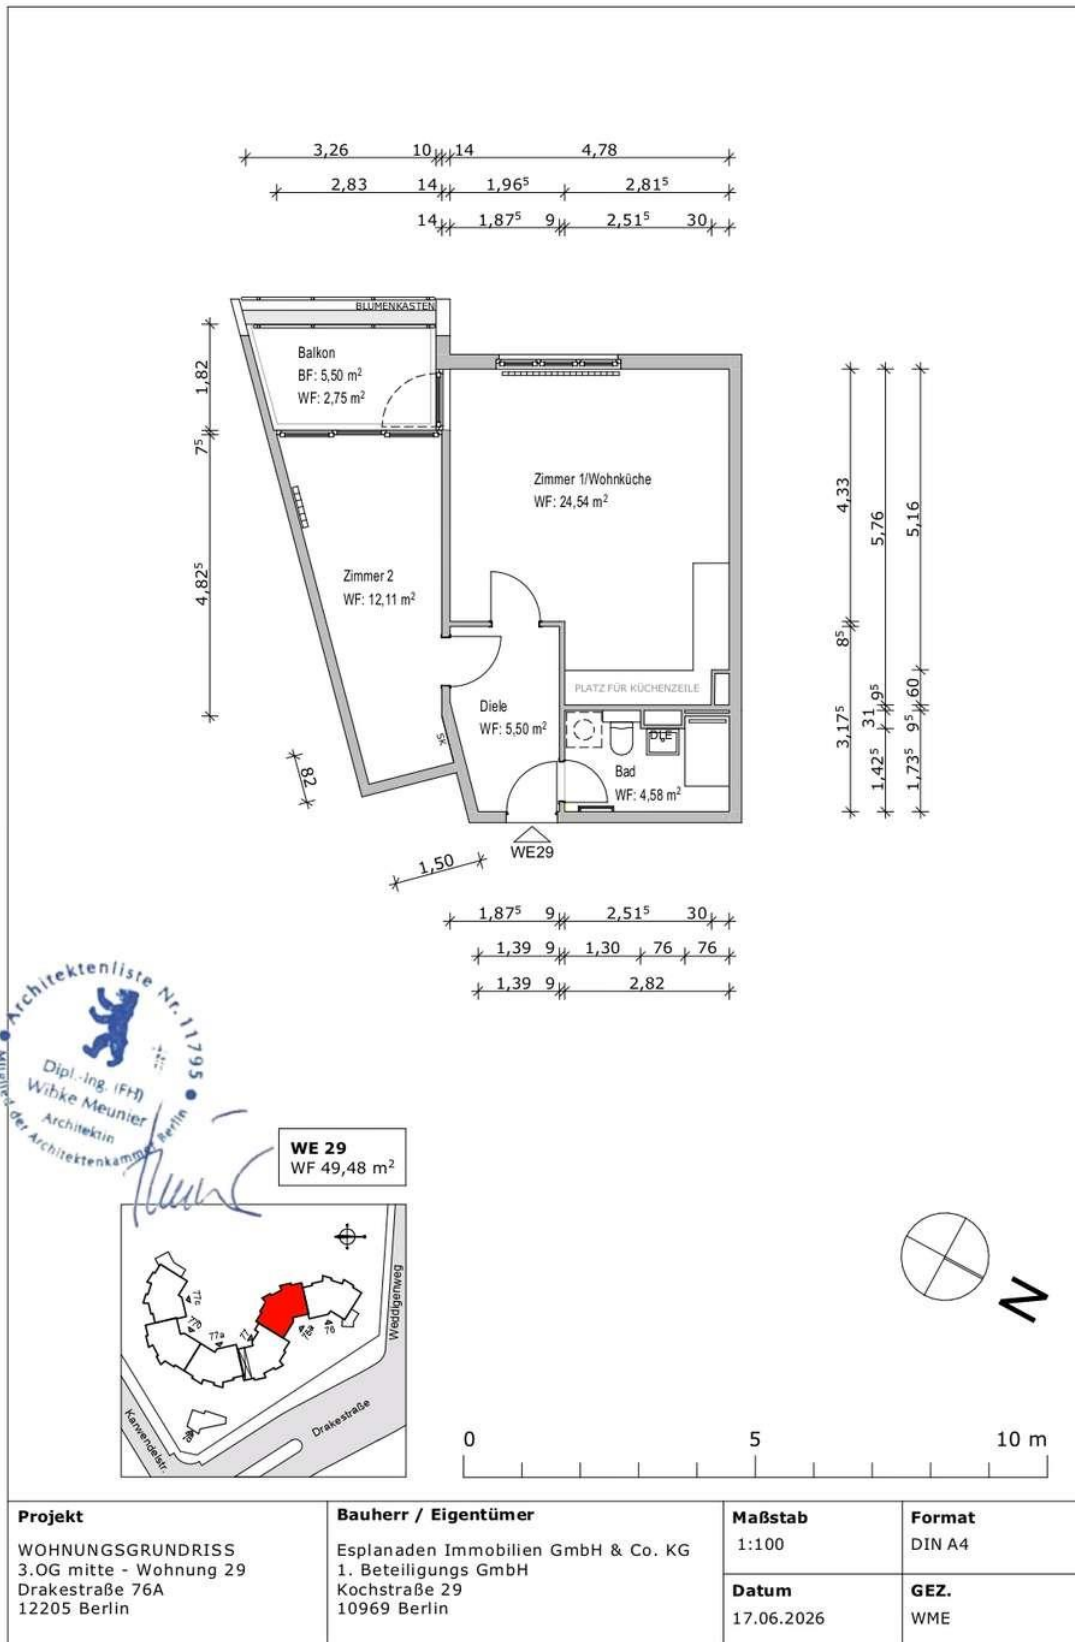 3,26 10 14 4,78
2,83 14 1,96⁵ 2,81⁵
14 1,87⁵ 9 2,51⁵ 30
BLUMENKASTEN
Balkon
BF: 5,50 m²
WF: 2,75 m²
1,82
7⁵
4,82⁵
82
1,50
Zimmer 1/Wohnküche
WF: 24,54 m²
Zimmer 2
WF: 12,11 m²
PLATZ FÜR KÜCHENZEILE
Diele
WF: 5,50 m²
SK
DLE
Bad
WF: 4,58 m²
WE29
4,33
8⁵
3,17⁵
5,76
9⁵
31
1,42⁵
5,16
60
9⁵
1,73⁵
1,87⁵ 9 2,51⁵ 30
1,39 9 1,30 76 76
1,39 9 2,82
Architektenliste Nr. 11795
Dipl.-Ing. (FH)
Wibke Meunier
Architektin
Mitglied der Architektenkammer Berlin
WE 29
WF 49,48 m²
77c
77b
77a
77
76a
76
Weddigenweg
Drakestraße
Karwendelstr.
N
0 5 10 m
Projekt
WOHNUNGSGRUNDRISS
3.OG mitte - Wohnung 29
Drakestraße 76A
12205 Berlin
Bauherr / Eigentümer
Esplanaden Immobilien GmbH & Co. KG
1. Beteiligungs GmbH
Kochstraße 29
10969 Berlin
Maßstab
1:100
Format
DIN A4
Datum
17.06.2026
GEZ.
WME